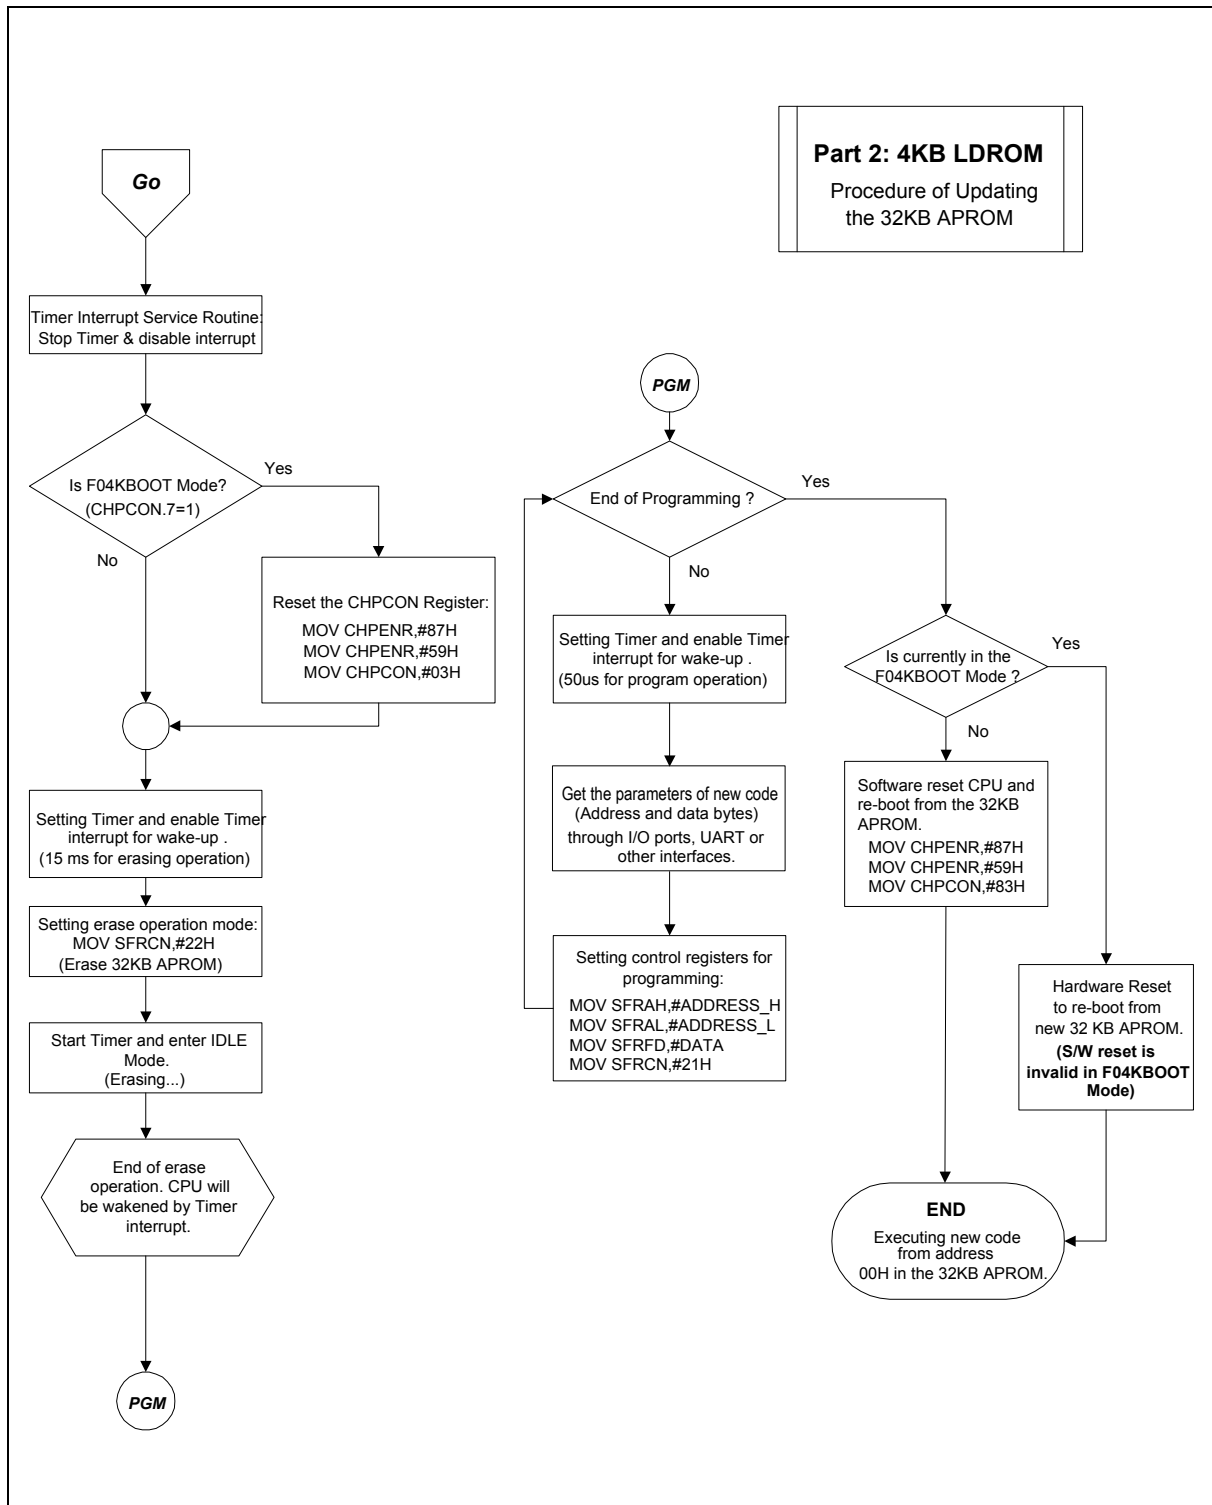 Part 2: 4KB LDROM
Procedure of Updating
the 32KB APROM
Go
Timer Interrupt Service Routine:
Stop Timer & disable interrupt
Is F04KBOOT Mode?
(CHPCON.7=1)
Yes
No
Reset the CHPCON Register:
MOV CHPENR,#87H
MOV CHPENR,#59H
MOV CHPCON,#03H
Setting Timer and enable Timer
interrupt for wake-up .
(15 ms for erasing operation)
Setting erase operation mode:
MOV SFRCN,#22H
(Erase 32KB APROM)
Start Timer and enter IDLE
Mode.
(Erasing...)
End of erase
operation. CPU will
be wakened by Timer
interrupt.
PGM
PGM
End of Programming ?
Yes
No
Setting Timer and enable Timer
interrupt for wake-up .
(50us for program operation)
Get the parameters of new code
(Address and data bytes)
through I/O ports, UART or
other interfaces.
Setting control registers for
programming:
MOV SFRAH,#ADDRESS_H
MOV SFRAL,#ADDRESS_L
MOV SFRFD,#DATA
MOV SFRCN,#21H
Is currently in the
F04KBOOT Mode ?
Yes
No
Software reset CPU and
re-boot from the 32KB
APROM.
MOV CHPENR,#87H
MOV CHPENR,#59H
MOV CHPCON,#83H
Hardware Reset
to re-boot from
new 32 KB APROM.
(S/W reset is
invalid in F04KBOOT
Mode)
END
Executing new code
from address
00H in the 32KB APROM.